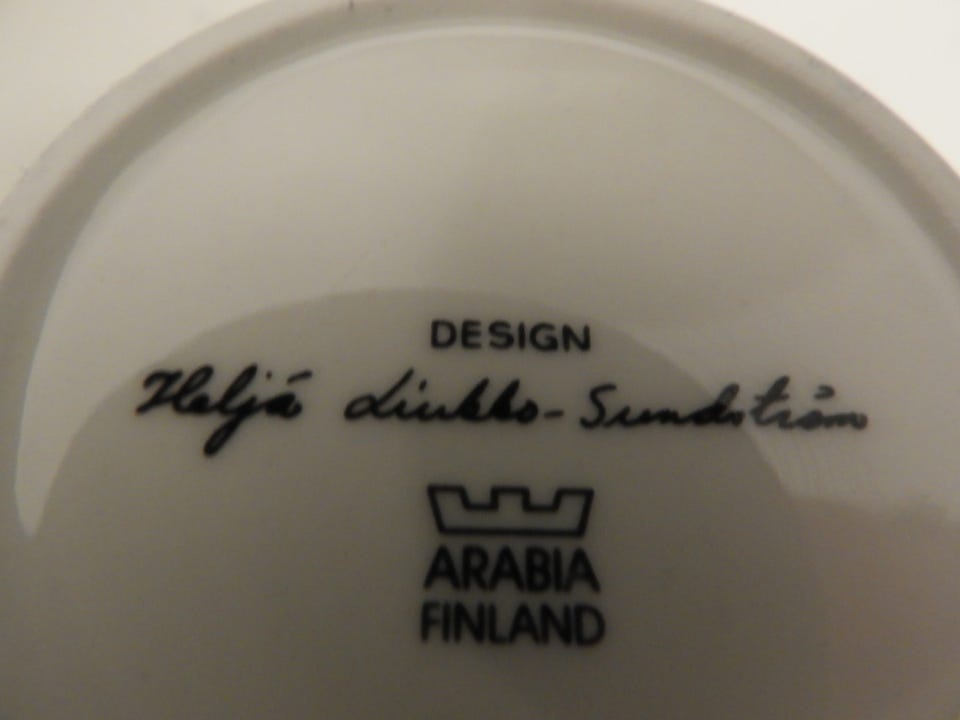 DESIGN
Heljä Liukko-Sundström
ARABIA
FINLAND